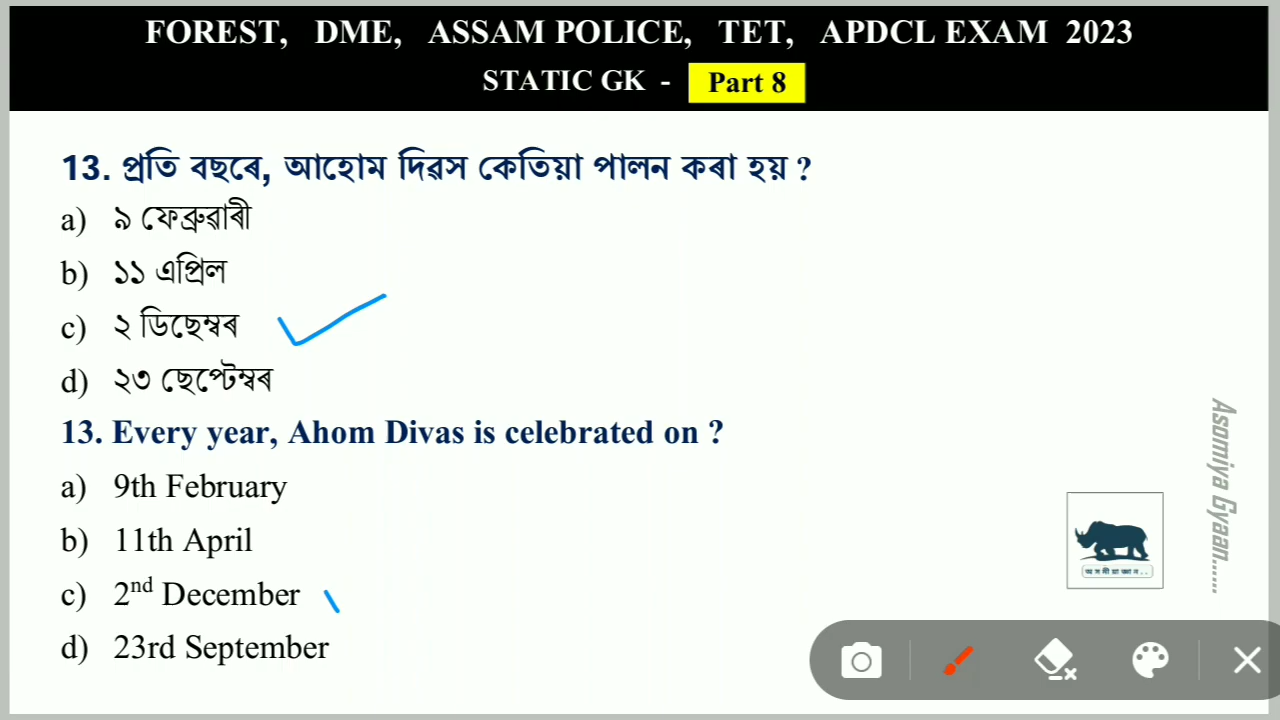 FOREST, DME, ASSAM POLICE, TET, APDCL EXAM 2023
STATIC GK - Part 8
13. প্ৰতি বছৰে, আহোম দিৱস কেতিয়া পালন কৰা হয় ?
a) ৯ ফেব্ৰুৱাৰী
b) ১১ এপ্ৰিল
c) ২ ডিছেম্বৰ
d) ২৩ ছেপ্টেম্বৰ
13. Every year, Ahom Divas is celebrated on ?
a) 9th February
b) 11th April
c) 2nd December
d) 23rd September
Asomiya Gyaan......
অসমীয়া জ্ঞান..